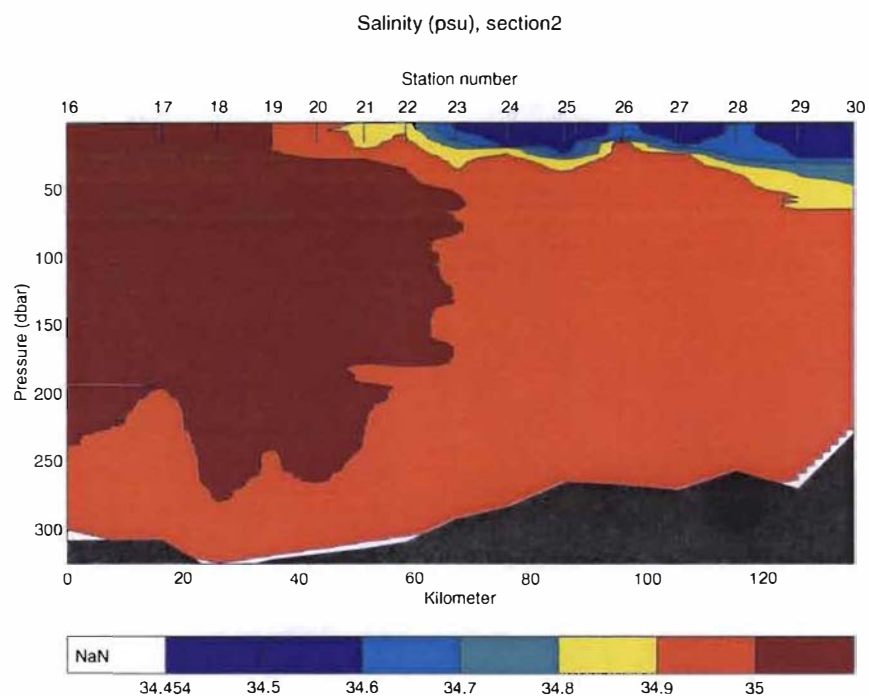 Salinity (psu), section2
Station number
16 17 18 19 20 21 22 23 24 25 26 27 28 29 30
50
100
150
200
250
300
Pressure (dbar)
0 20 40 60 80 100 120
Kilometer
NaN
34.454 34.5 34.6 34.7 34.8 34.9 35